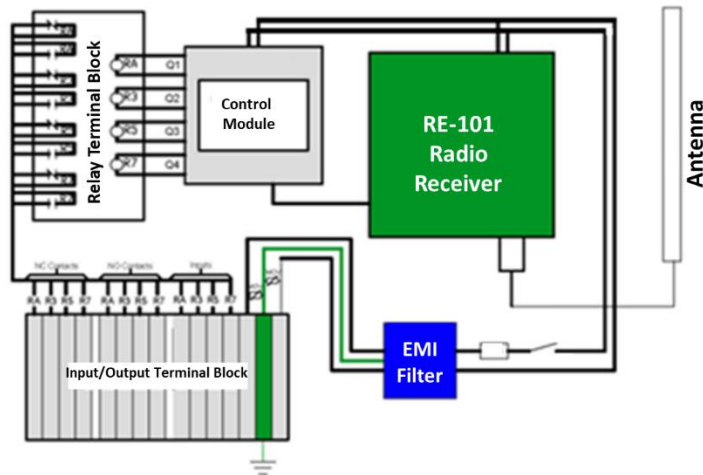 Relay Terminal Block
RA
Q1
R3
Q2
R5
Q3
R7
Q4
Control
Module
RE-101
Radio
Receiver
Antenna
NC Contacts
NO Contacts
Inputs
RA R3 R5 R7 RA R3 R5 R7 RA R3 R5 R7
Input/Output Terminal Block
EMI
Filter